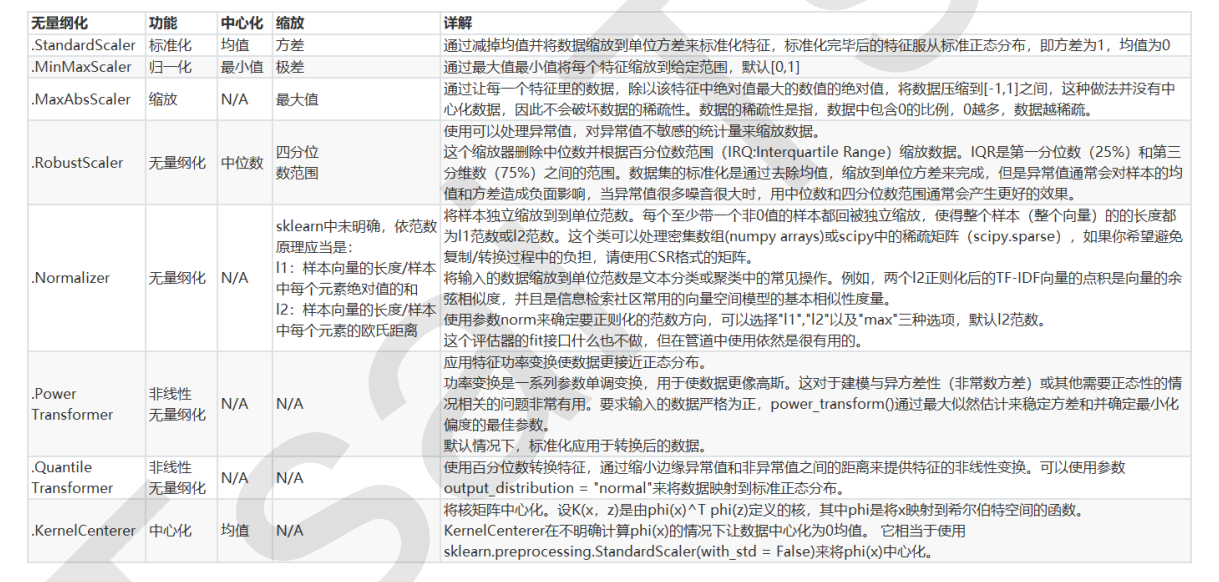 无量纲化 功能 中心化 缩放 详解
.StandardScaler 标准化 均值 方差 通过减掉均值并将数据缩放到单位方差来标准化特征，标准化完毕后的特征服从标准正态分布，即方差为1，均值为0
.MinMaxScaler 归一化 最小值 极差 通过最大值最小值将每个特征缩放到给定范围，默认[0,1]
.MaxAbsScaler 缩放 N/A 最大值 通过让每一个特征里的数据，除以该特征中绝对值最大的数值的绝对值，将数据压缩到[-1,1]之间，这种做法并没有中
心化数据，因此不会破坏数据的稀疏性。数据的稀疏性是指，数据中包含0的比例，0越多，数据越稀疏。
.RobustScaler 无量纲化 中位数 四分位
数范围
使用可以处理异常值，对异常值不敏感的统计量来缩放数据。
这个缩放器删除中位数并根据百分位数范围（IRQ:Interquartile Range）缩放数据。IQR是第一分位数（25%）和第三
分维数（75%）之间的范围。数据集的标准化是通过去除均值，缩放到单位方差来完成，但是异常值通常会对样本的均
值和方差造成负面影响，当异常值很多噪音很大时，用中位数和四分位数范围通常会产生更好的效果。
.Normalizer 无量纲化 N/A
sklearn中未明确，依范数
原理应当是：
l1：样本向量的长度/样本
中每个元素绝对值的和
l2：样本向量的长度/样本
中每个元素的欧氏距离
将样本独立缩放到到单位范数。每个至少带一个非0值的样本都回被独立缩放，使得整个样本（整个向量）的的长度都
为l1范数或l2范数。这个类可以处理密集数组(numpy arrays)或scipy中的稀疏矩阵（scipy.sparse），如果你希望避免
复制/转换过程中的负担，请使用CSR格式的矩阵。
将输入的数据缩放到单位范数是文本分类或聚类中的常见操作。例如，两个l2正则化后的TF-IDF向量的点积是向量的余
弦相似度，并且是信息检索社区常用的向量空间模型的基本相似性度量。
使用参数norm来确定要正则化的范数方向，可以选择"l1","l2"以及"max"三种选项，默认l2范数。
这个评估器的fit接口什么也不做，但在管道中使用依然是很有用的。
.Power
Transformer
非线性
无量纲化
N/A N/A
应用特征功率变换使数据更接近正态分布。
功率变换是一系列参数单调变换，用于使数据更像高斯。这对于建模与异方差性（非常数方差）或其他需要正态性的情
况相关的问题非常有用。要求输入的数据严格为正，power_transform()通过最大似然估计来稳定方差和并确定最小化
偏度的最佳参数。
默认情况下，标准化应用于转换后的数据。
.Quantile
Transformer
非线性
无量纲化
N/A N/A
使用百分位数转换特征，通过缩小边缘异常值和非异常值之间的距离来提供特征的非线性变换。可以使用参数
output_distribution = "normal"来将数据映射到标准正态分布。
.KernelCenterer 中心化 均值 N/A
将核矩阵中心化。设K(x，z)是由phi(x)^T phi(z)定义的核，其中phi是将x映射到希尔伯特空间的函数。
KernelCenterer在不明确计算phi(x)的情况下让数据中心化为0均值。 它相当于使用
sklearn.preprocessing.StandardScaler(with_std = False)来将phi(x)中心化。